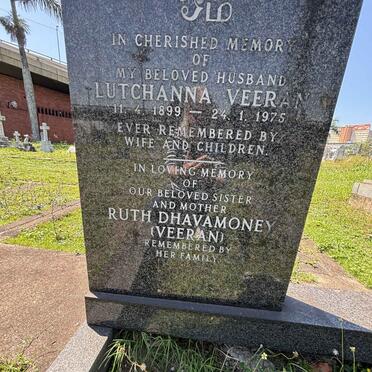 IN CHERISHED MEMORY
OF
MY BELOVED HUSBAND
LUTCHANNA VEERAN
11. 4. 1899 – 24. 1. 1975
EVER REMEMBERED BY
WIFE AND CHILDREN
IN LOVING MEMORY
OF
OUR BELOVED SISTER
AND MOTHER
RUTH DHAVAMONEY
(VEERAN)
REMEMBERED BY
HER FAMILY